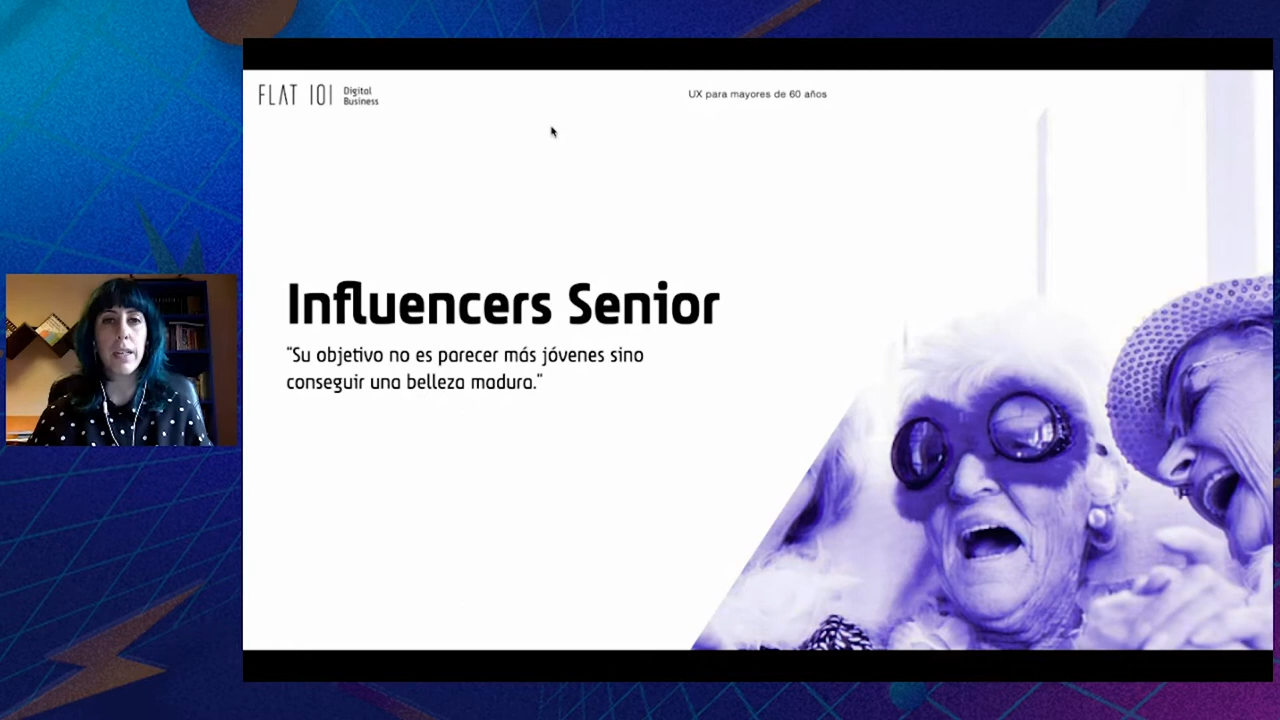 FLAT 101
Digital
Business
UX para mayores de 60 años
Influencers Senior
"Su objetivo no es parecer más jóvenes sino
conseguir una belleza madura."